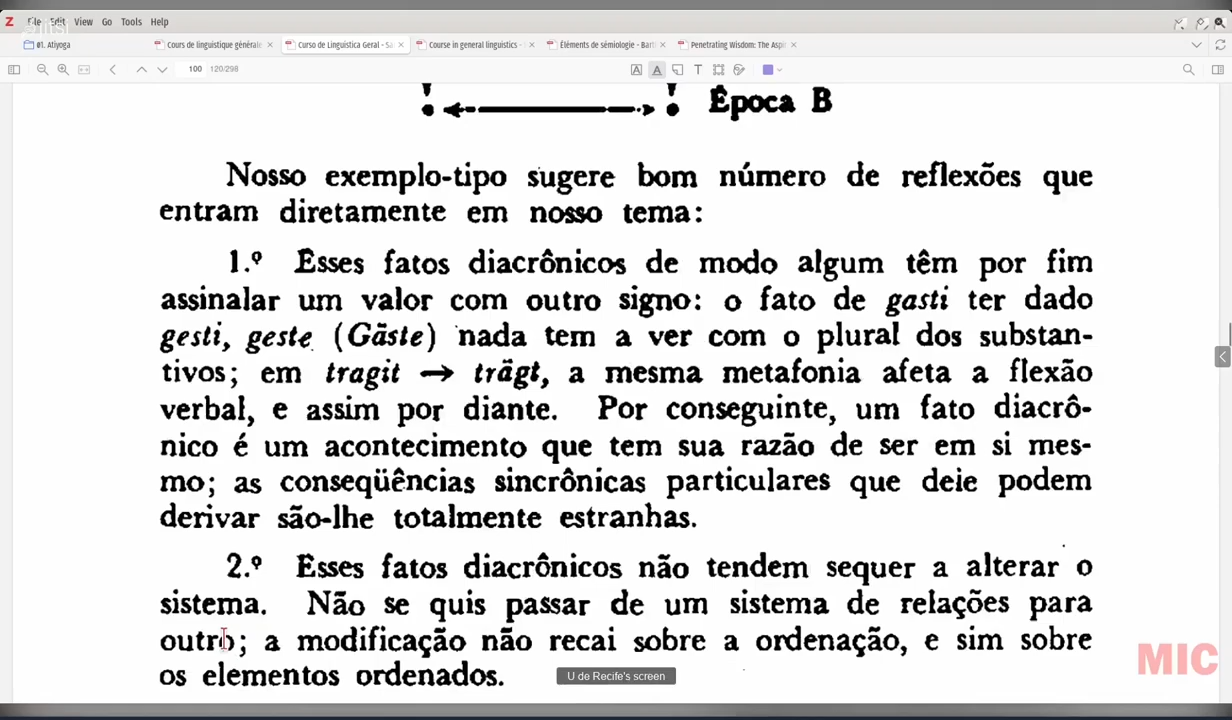 File Edit View Go Tools Help
01. Atiyoga Cours de linguistique générale Curso de Linguistica Geral - Sa Course in general linguistics - Éléments de sémiologie - Bart Penetrating Wisdom: The Asp
100 120/298
Época B
Nosso exemplo-tipo sugere bom número de reflexões que
entram diretamente em nosso tema:
1.º Esses fatos diacrônicos de modo algum têm por fim
assinalar um valor com outro signo: o fato de gasti ter dado
gesti, geste (Gäste) nada tem a ver com o plural dos substan-
tivos; em tragit → trägt, a mesma metafonia afeta a flexão
verbal, e assim por diante. Por conseguinte, um fato diacrô-
nico é um acontecimento que tem sua razão de ser em si mes-
mo; as conseqüências sincrônicas particulares que deie podem
derivar são-lhe totalmente estranhas.
2.º Esses fatos diacrônicos não tendem sequer a alterar o
sistema. Não se quis passar de um sistema de relações para
outro; a modificação não recai sobre a ordenação, e sim sobre
os elementos ordenados.
U de Recife's screen
MIC